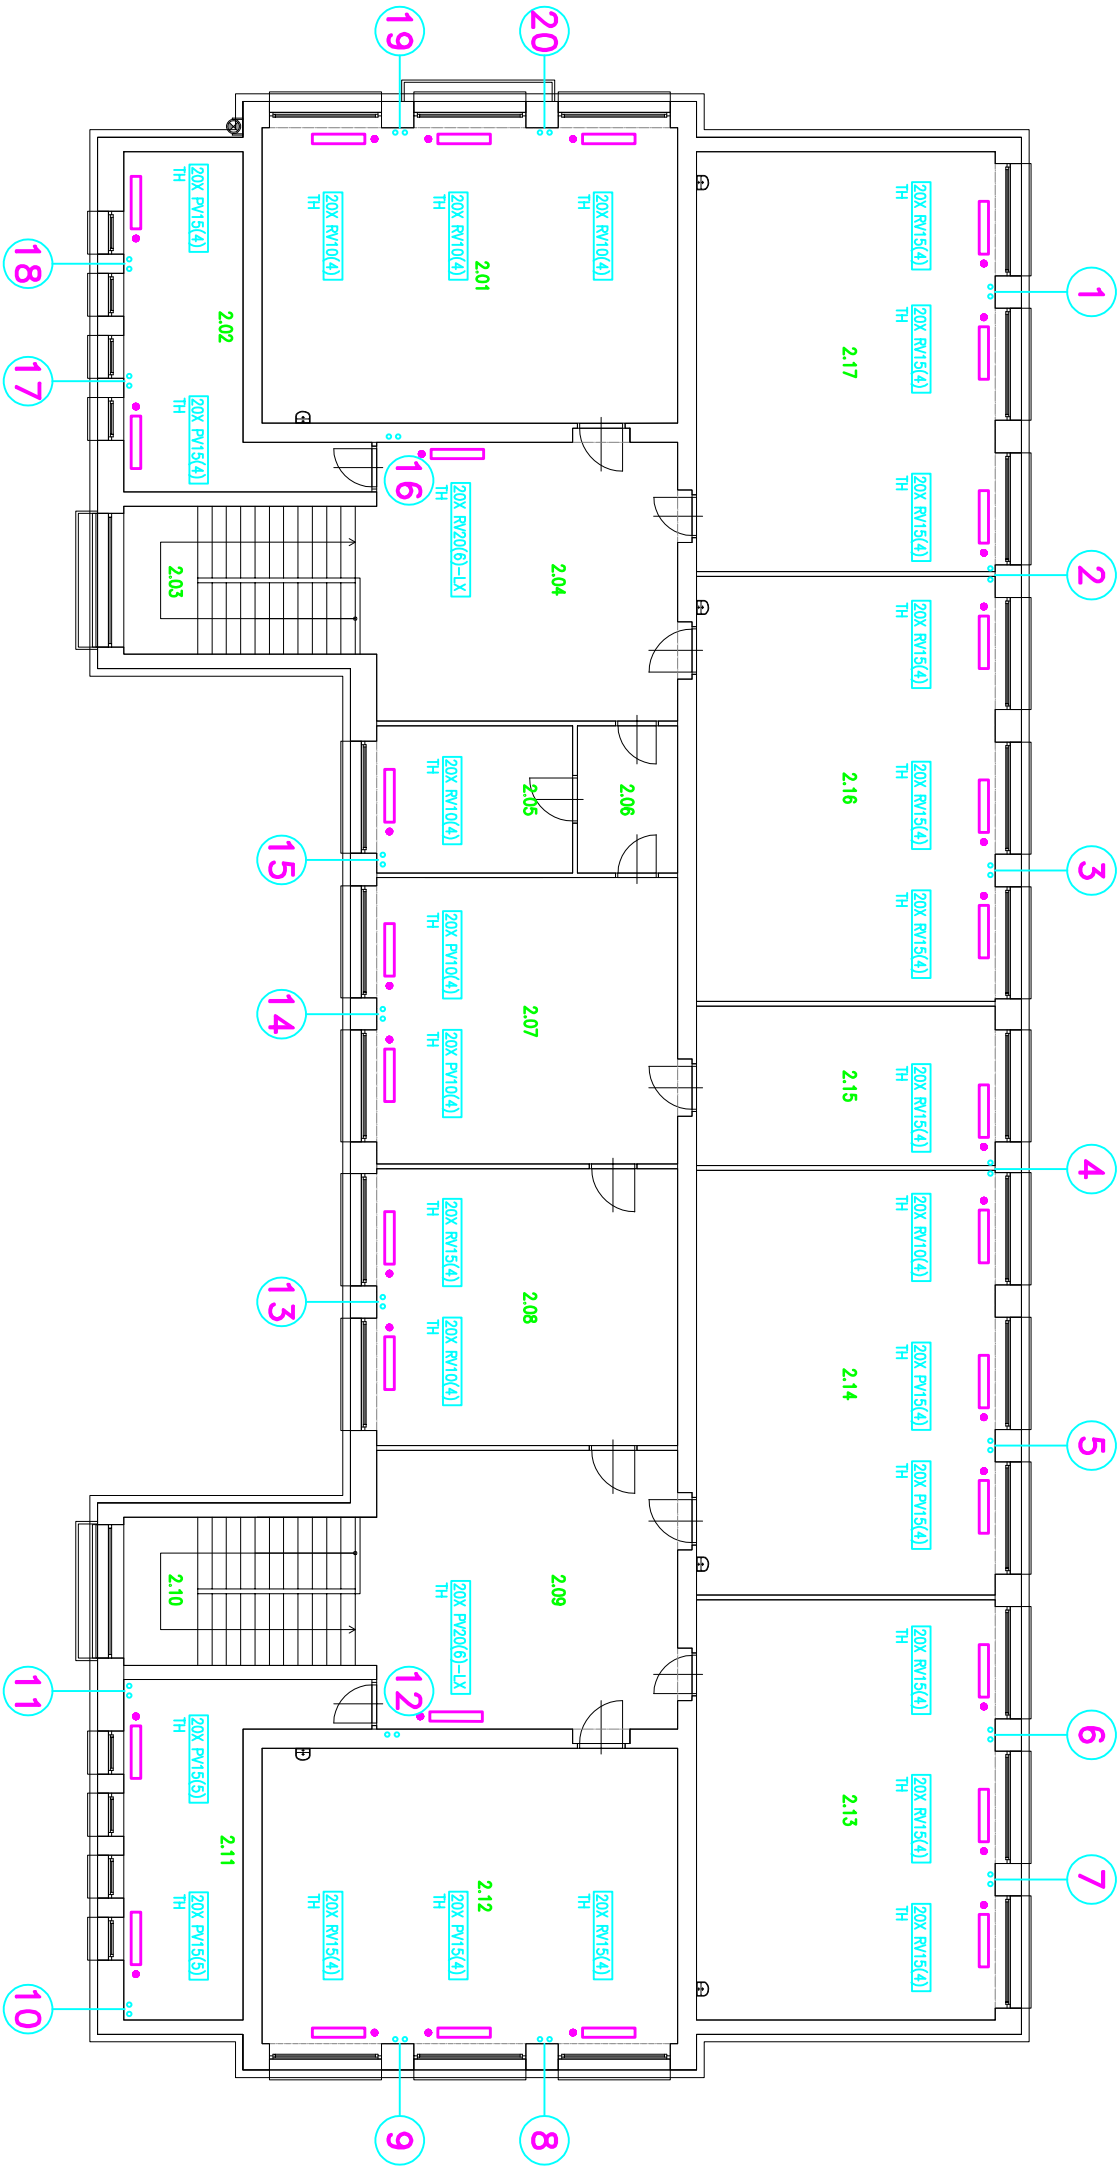 1
2
3
4
5
6
7
20X RV15(4)
TH
20X RV15(4)
TH
20X RV15(4)
TH
20X RV15(4)
TH
20X RV15(4)
TH
20X RV15(4)
TH
20X RV15(4)
TH
20X RV10(4)
TH
20X PV15(4)
TH
20X PV15(4)
TH
20X RV15(4)
TH
20X RV15(4)
TH
20X RV15(4)
TH
2.17
2.16
2.15
2.14
2.13
2.06
20X RV10(4)
TH
20X RV15(4)
TH
20
2.04
2.09
8
2.05
2.07
2.08
2.01
2.12
20X RV10(4)
TH
20X RV20(6)-LX
TH
20X RV10(4)
TH
20X PV10(4)
TH
20X PV10(4)
TH
20X RV15(4)
TH
20X RV10(4)
TH
20X PV20(6)-LX
TH
20X PV15(4)
TH
19
16
12
9
20X RV10(4)
TH
20X RV15(4)
TH
15
14
13
2.02
2.11
20X PV15(4)
TH
20X PV15(4)
TH
20X PV15(5)
TH
20X PV15(5)
TH
2.03
2.10
18
17
11
10